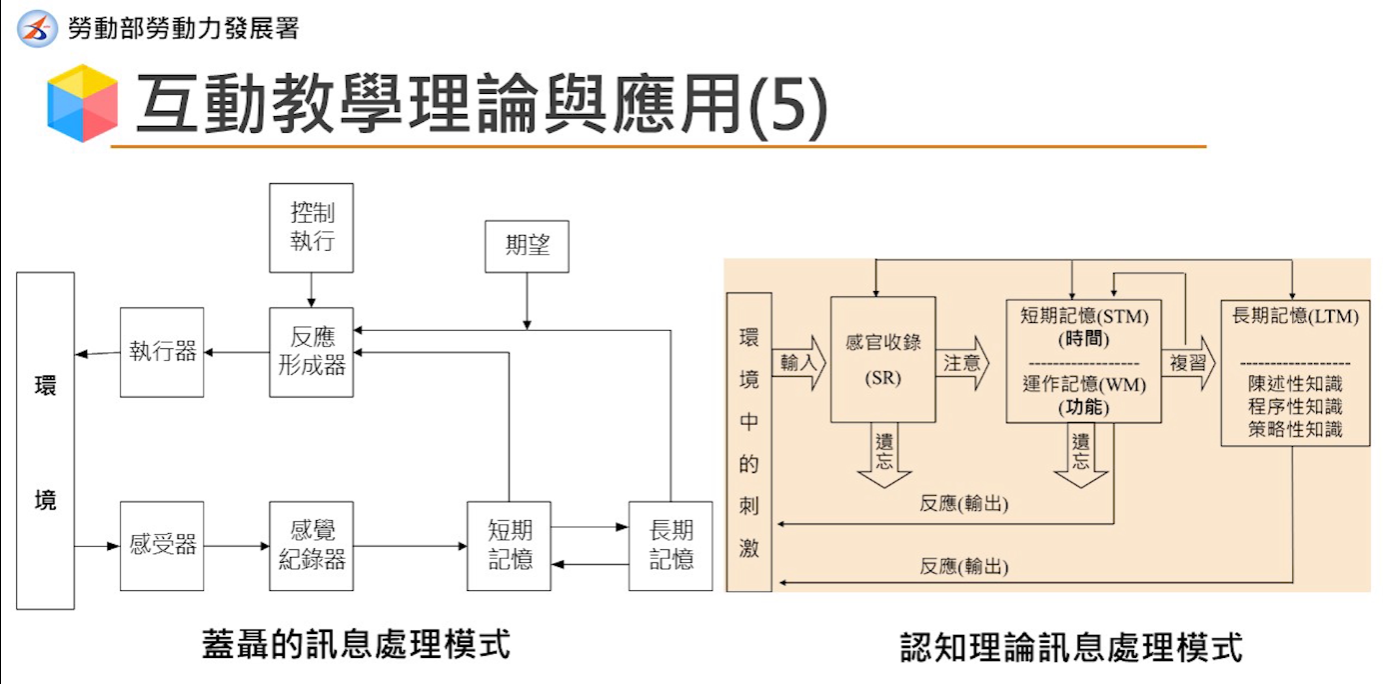 勞動部勞動力發展署
互動教學理論與應用(5)
控制
執行
期望
環
境
執行器
反應
形成器
感受器
感覺
紀錄器
短期
記憶
長期
記憶
蓋聶的訊息處理模式
環
境
中
的
刺
激
輸入
感官收錄
(SR)
注意
短期記憶(STM)
(時間)
運作記憶(WM)
(功能)
複習
長期記憶(LTM)
陳述性知識
程序性知識
策略性知識
遺
忘
遺
忘
反應(輸出)
反應(輸出)
認知理論訊息處理模式